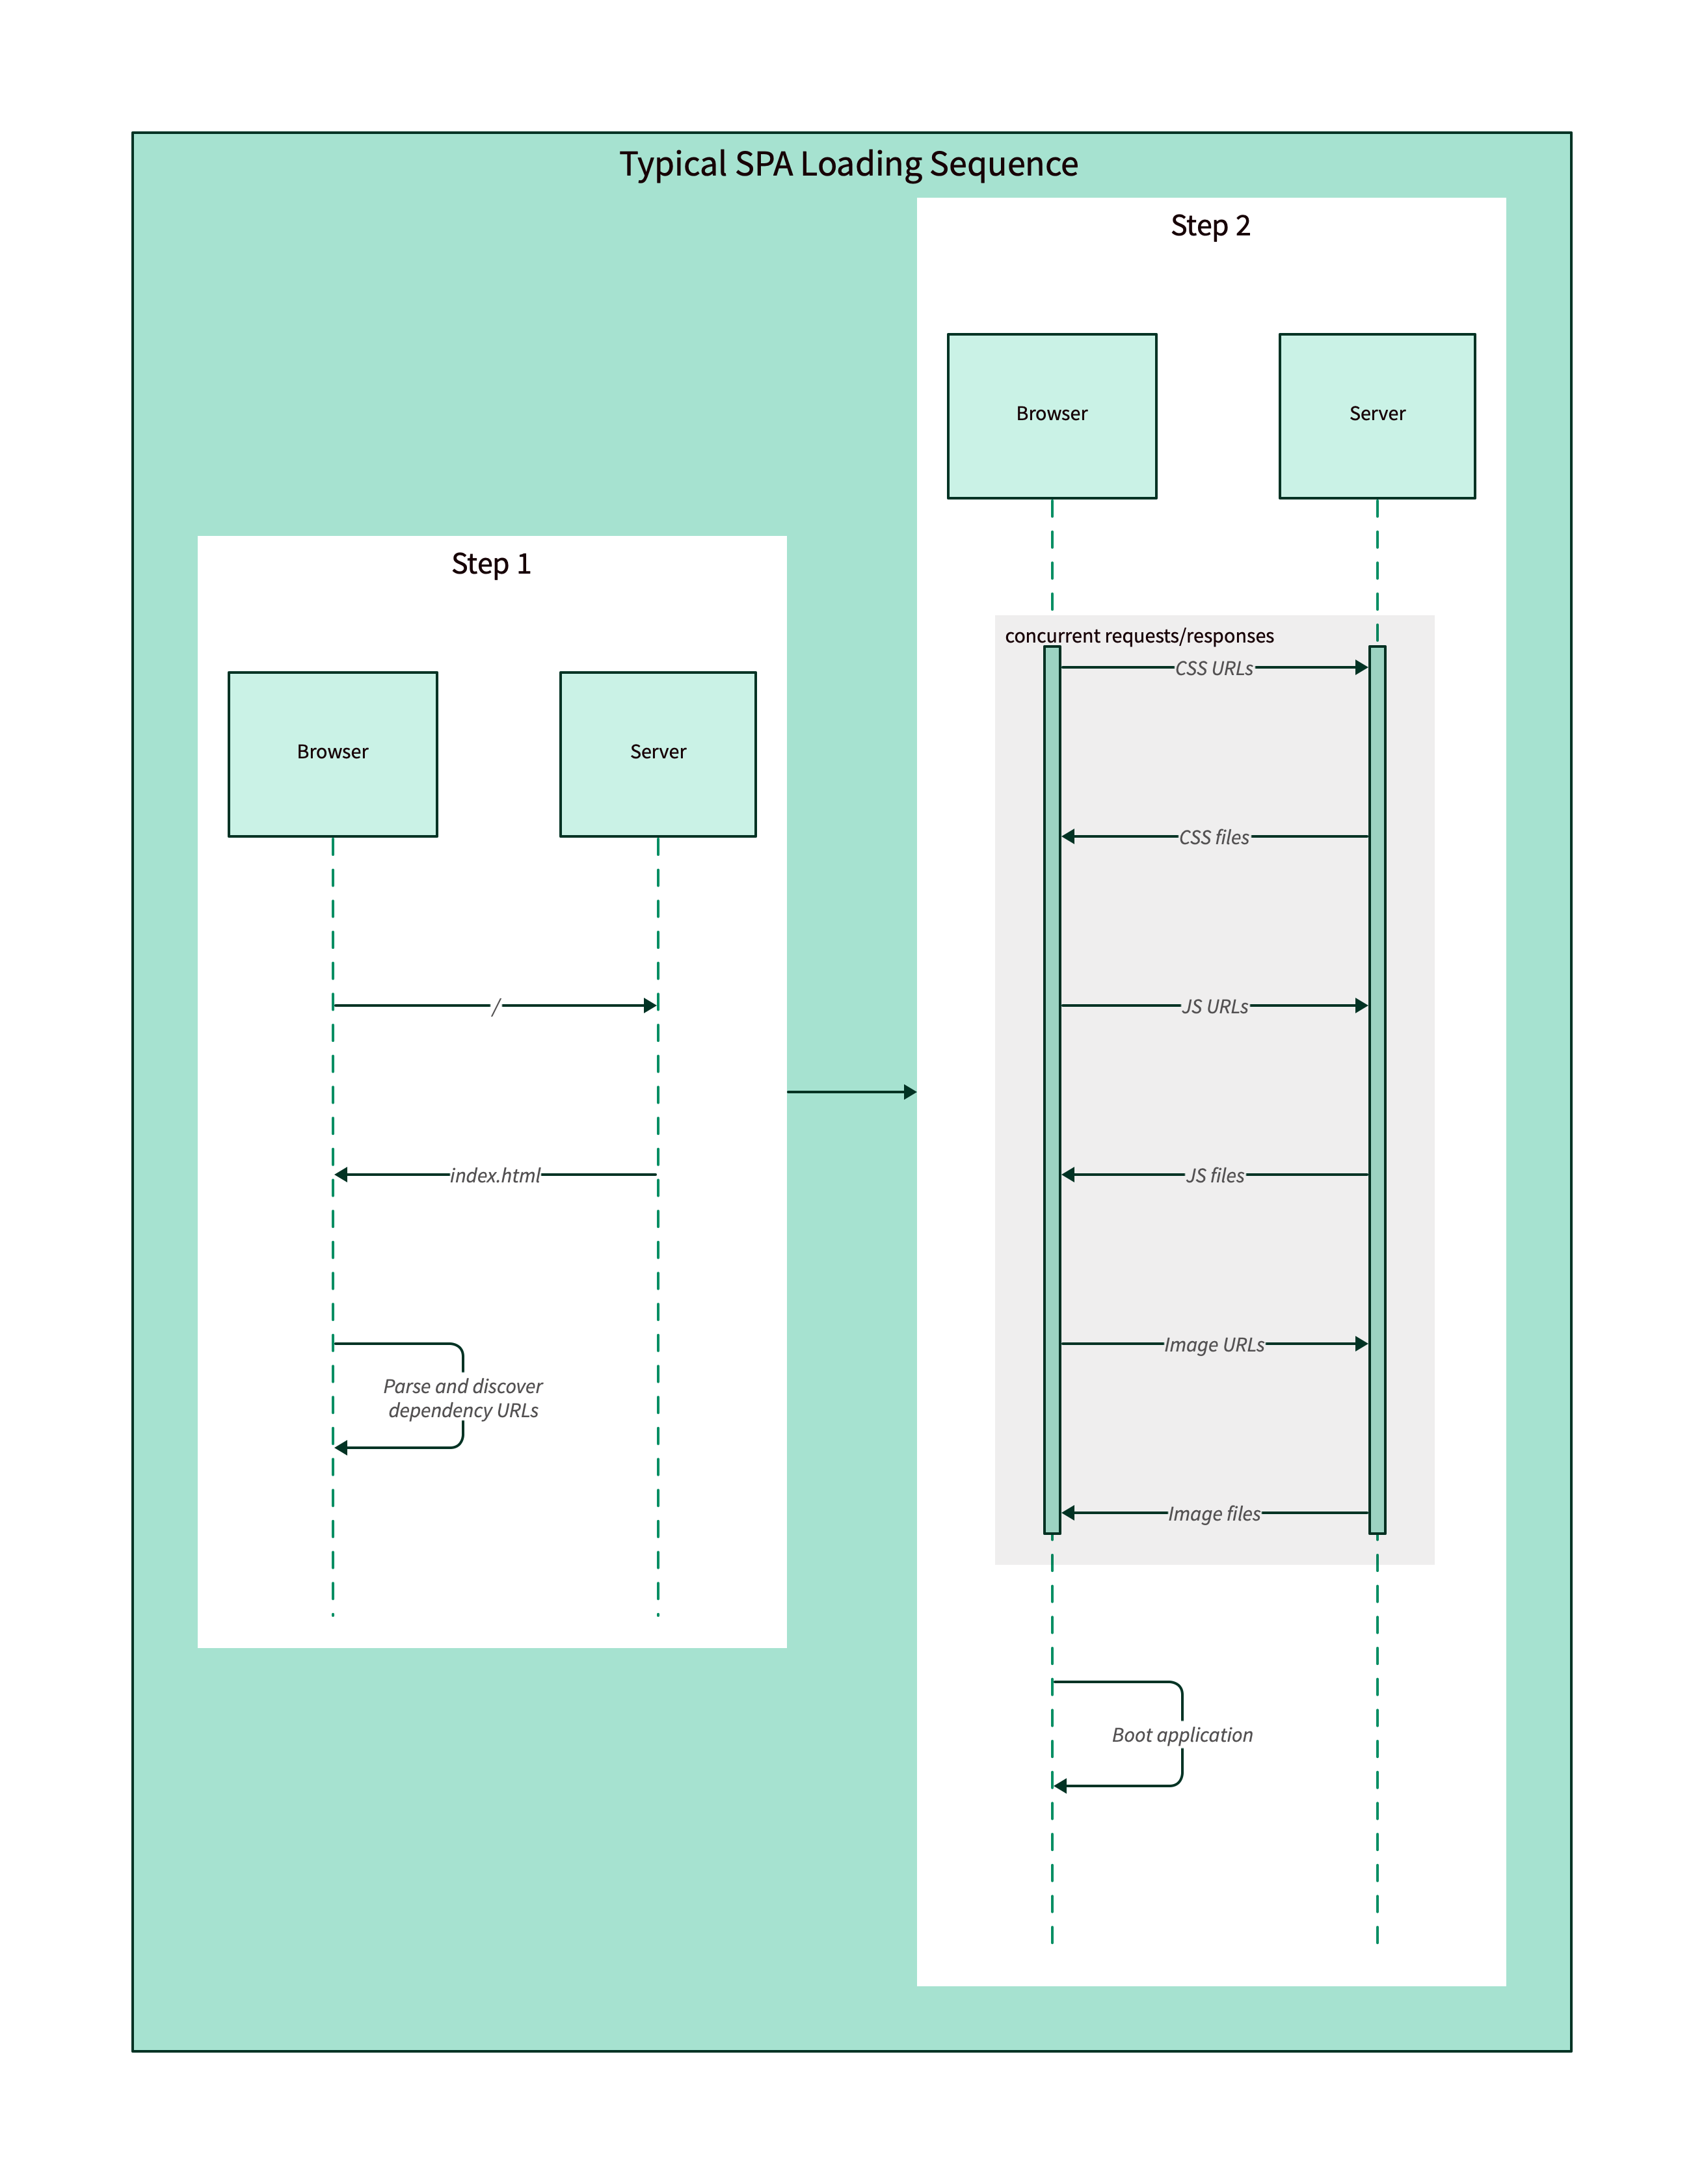 Typical SPA Loading Sequence
Step 1
Browser
Server
/
index.html
Parse and discover
dependency URLs
Step 2
Browser
Server
concurrent requests/responses
CSS URLs
CSS files
JS URLs
JS files
Image URLs
Image files
Boot application